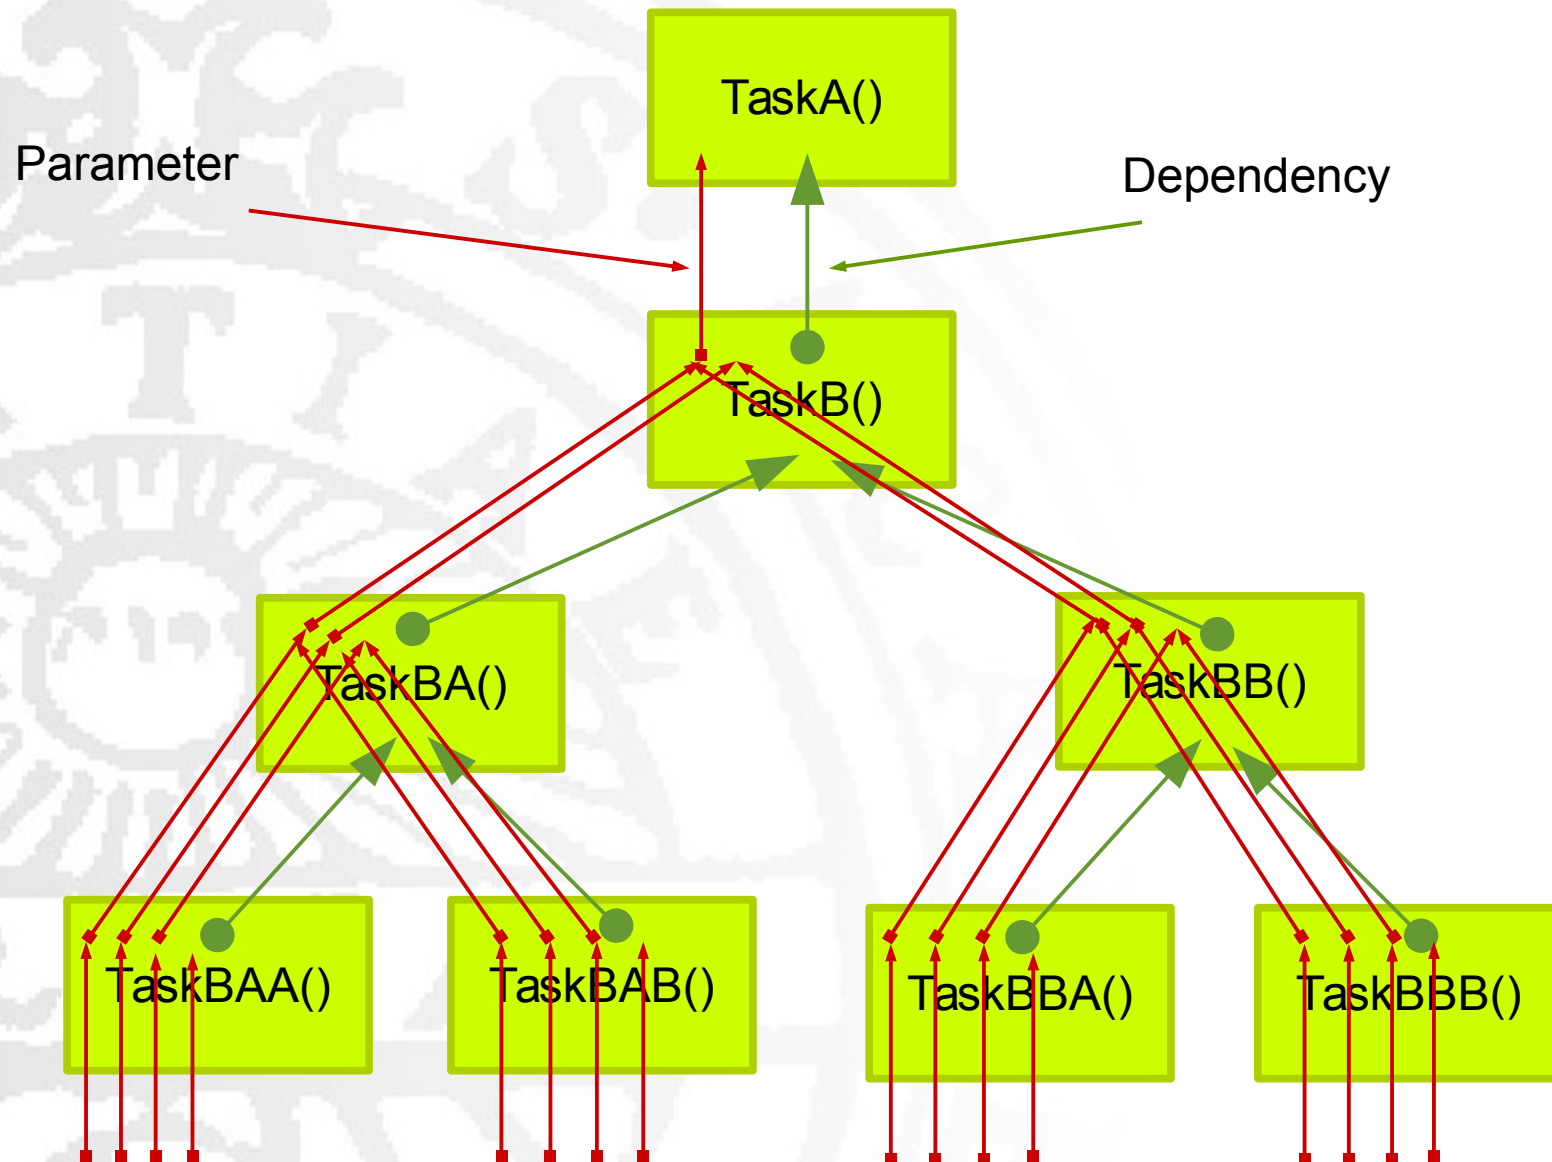 TaskA()
Parameter
Dependency
TaskB()
TaskBA()
TaskBB()
TaskBAA()
TaskBAB()
TaskBBA()
TaskBBB()